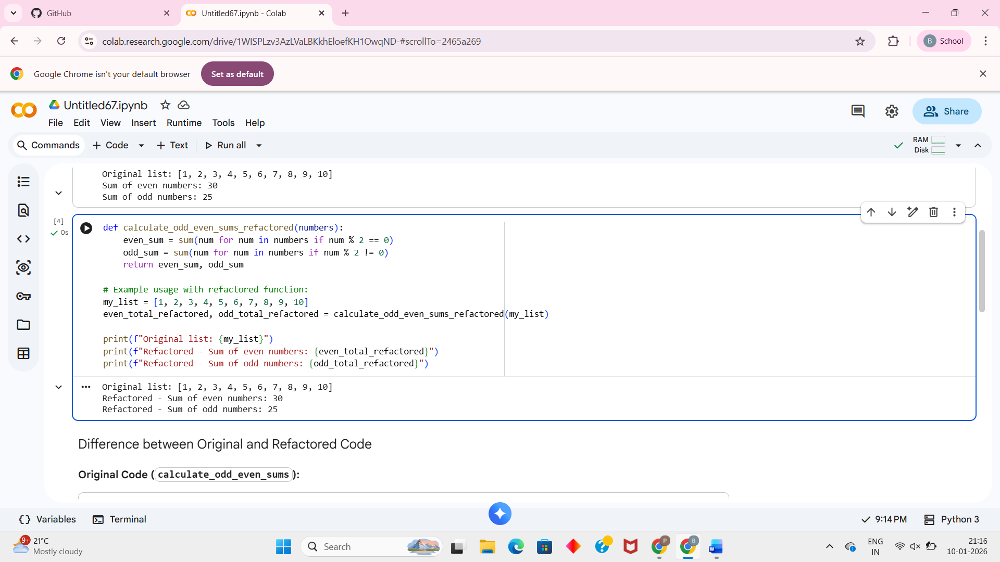 GitHub
Untitled67.ipynb - Colab
colab.research.google.com/drive/1WISPLzv3AzLVaLBKkhEloefKH1OwqND-#scrollTo=2465a269
B School
Google Chrome isn't your default browser
Set as default
Untitled67.ipynb
File Edit View Insert Runtime Tools Help
Share
Commands + Code + Text Run all
RAM
Disk
Original list: [1, 2, 3, 4, 5, 6, 7, 8, 9, 10]
Sum of even numbers: 30
Sum of odd numbers: 25
[4]
0s
def calculate_odd_even_sums_refactored(numbers):
    even_sum = sum(num for num in numbers if num % 2 == 0)
    odd_sum = sum(num for num in numbers if num % 2 != 0)
    return even_sum, odd_sum
# Example usage with refactored function:
my_list = [1, 2, 3, 4, 5, 6, 7, 8, 9, 10]
even_total_refactored, odd_total_refactored = calculate_odd_even_sums_refactored(my_list)
print(f"Original list: {my_list}")
print(f"Refactored - Sum of even numbers: {even_total_refactored}")
print(f"Refactored - Sum of odd numbers: {odd_total_refactored}")
Original list: [1, 2, 3, 4, 5, 6, 7, 8, 9, 10]
Refactored - Sum of even numbers: 30
Refactored - Sum of odd numbers: 25
Difference between Original and Refactored Code
Original Code (calculate_odd_even_sums):
{} Variables Terminal
9:14 PM Python 3
9+ 21°C
Mostly cloudy
Search
P
B
W
ENG
IN
21:16
10-01-2026